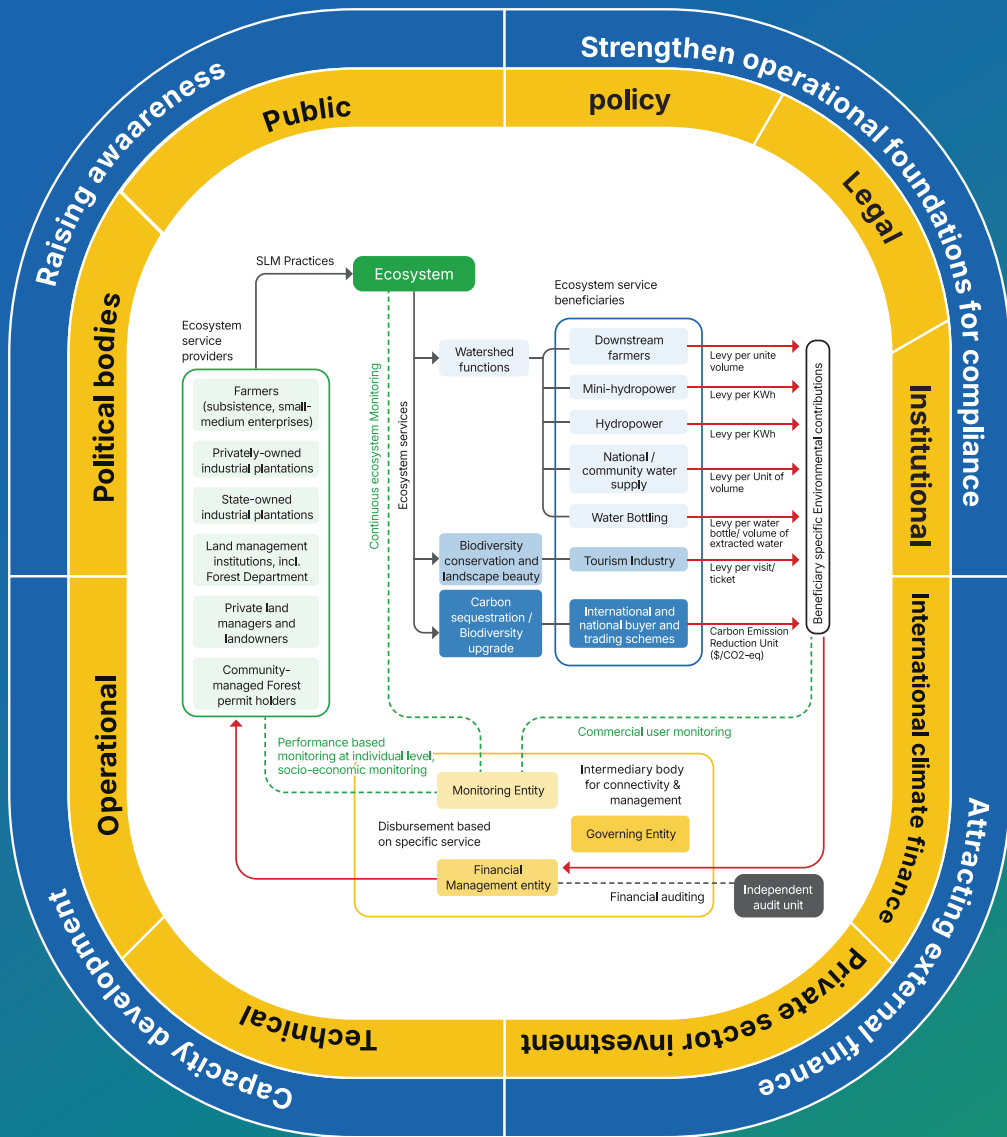 Raising awaareness
Strengthen operational foundations for compliance
Attracting external finance
Capacity development
Public
policy
Legal
Institutional
International climate finance
Private sector investment
Technical
Operational
Political bodies
SLM Practices
Ecosystem
Ecosystem
service
providers
Farmers
(subsistence, small-
medium enterprises)
Privately-owned
industrial plantations
State-owned
industrial plantations
Land management
institutions, incl.
Forest Department
Private land
managers and
landowners
Community-
managed Forest
permit holders
Continuous ecosystem Monitoring
Ecosystem services
Watershed
functions
Biodiversity
conservation and
landscape beauty
Carbon
sequestration /
Biodiversity
upgrade
Ecosystem service
beneficiaries
Downstream
farmers
Mini-hydropower
Hydropower
National /
community water
supply
Water Bottling
Tourism Industry
International and
national buyer and
trading schemes
Levy per unite
volume
Levy per KWh
Levy per KWh
Levy per Unit of
volume
Levy per water
bottle/ volume of
extracted water
Levy per visit/
ticket
Carbon Emission
Reduction Unit
($/CO2-eq)
Beneficiary specific Environmental contributions
Commercial user monitoring
Performance based
monitoring at individual level,
socio-economic monitoring
Monitoring Entity
Intermediary body
for connectivity &
management
Disbursement based
on specific service
Governing Entity
Financial
Management entity
Financial auditing
Independent
audit unit